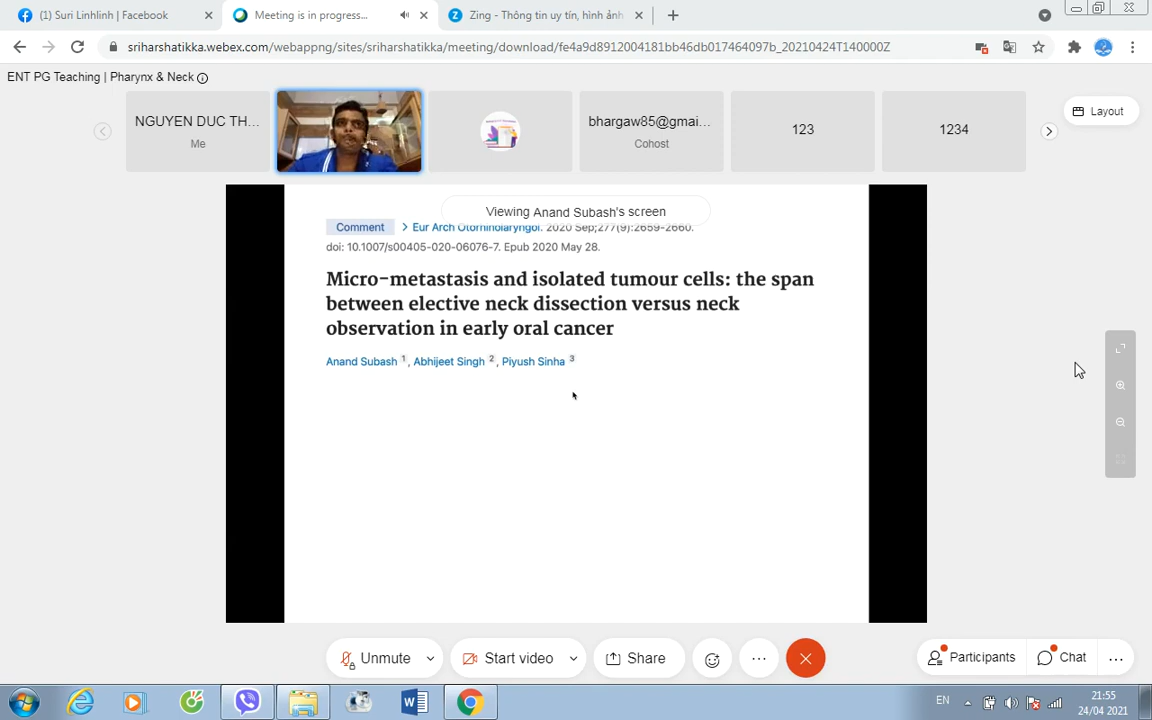 (1) Suri Linhlinh | Facebook
Meeting is in progress...
Zing - Thông tin uy tín, hình ảnh
sriharshatikka.webex.com/webappng/sites/sriharshatikka/meeting/download/fe4a9d8912004181bb46db017464097b_20210424T140000Z
ENT PG Teaching | Pharynx & Neck
NGUYEN DUC TH...
Me
bhargaw85@gmai...
Cohost
123
1234
Layout
Viewing Anand Subash's screen
Comment > Eur Arch Otorhinolaryngol. 2020 Sep;277(9):2659-2660.
doi: 10.1007/s00405-020-06076-7. Epub 2020 May 28.
Micro-metastasis and isolated tumour cells: the span
between elective neck dissection versus neck
observation in early oral cancer
Anand Subash 1, Abhijeet Singh 2, Piyush Sinha 3
Unmute
Start video
Share
Participants
Chat
EN
21:55
24/04 2021